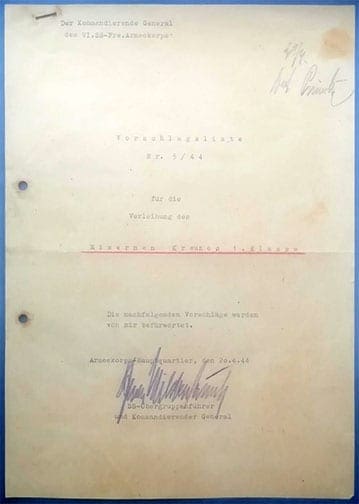 Der Kommandierende General
des VI.SS-Frw.Armeekorps
Vorschlagsliste
Nr. 5/44
für die
Verleihung des
Eisernen Kreuzes 1.Klasse
Die nachfolgenden Vorschläge werden
von mir befürwortet.
Armeekorps-Hauptquartier, den 20.4.44
SS-Obergruppenführer
und Kommandierender General